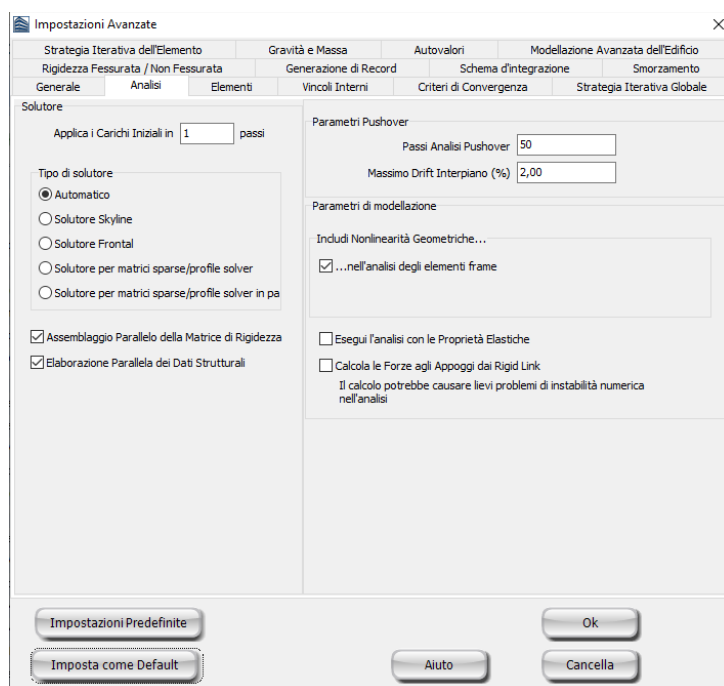 Impostazioni Avanzate
Strategia Iterativa dell'Elemento Gravità e Massa Autovalori Modellazione Avanzata dell'Edificio
Rigidezza Fessurata / Non Fessurata Generazione di Record Schema d'integrazione Smorzamento
Generale Analisi Elementi Vincoli Interni Criteri di Convergenza Strategia Iterativa Globale
Solutore
Applica i Carichi Iniziali in 1 passi
Tipo di solutore
Automatico
Solutore Skyline
Solutore Frontal
Solutore per matrici sparse/profile solver
Solutore per matrici sparse/profile solver in pa
Assemblaggio Parallelo della Matrice di Rigidezza
Elaborazione Parallela dei Dati Strutturali
Parametri Pushover
Passi Analisi Pushover 50
Massimo Drift Interpiano (%) 2,00
Parametri di modellazione
Includi Nonlinearità Geometriche...
...nell'analisi degli elementi frame
Esegui l'analisi con le Proprietà Elastiche
Calcola le Forze agli Appoggi dai Rigid Link
Il calcolo potrebbe causare lievi problemi di instabilità numerica
nell'analisi
Impostazioni Predefinite Ok
Imposta come Default Aiuto Cancella